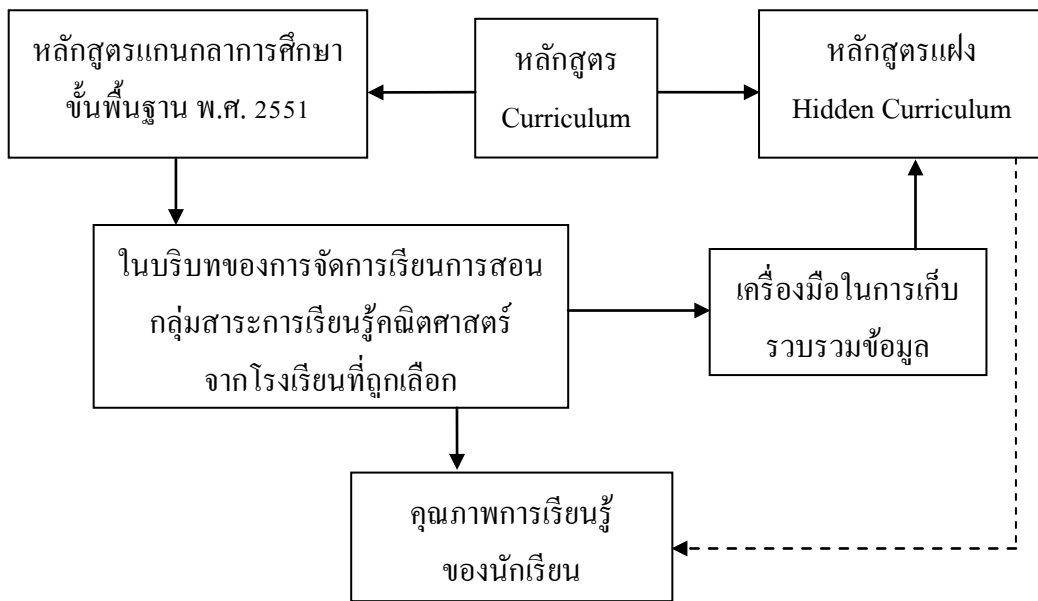 หลักสูตรแกนกลาการศึกษา
ขั้นพื้นฐาน พ.ศ. 2551
หลักสูตร
Curriculum
หลักสูตรแฝง
Hidden Curriculum
ในบริบทของการจัดการเรียนการสอน
กลุ่มสาระการเรียนรู้คณิตศาสตร์
จากโรงเรียนที่ถูกเลือก
เครื่องมือในการเก็บ
รวบรวมข้อมูล
คุณภาพการเรียนรู้
ของนักเรียน